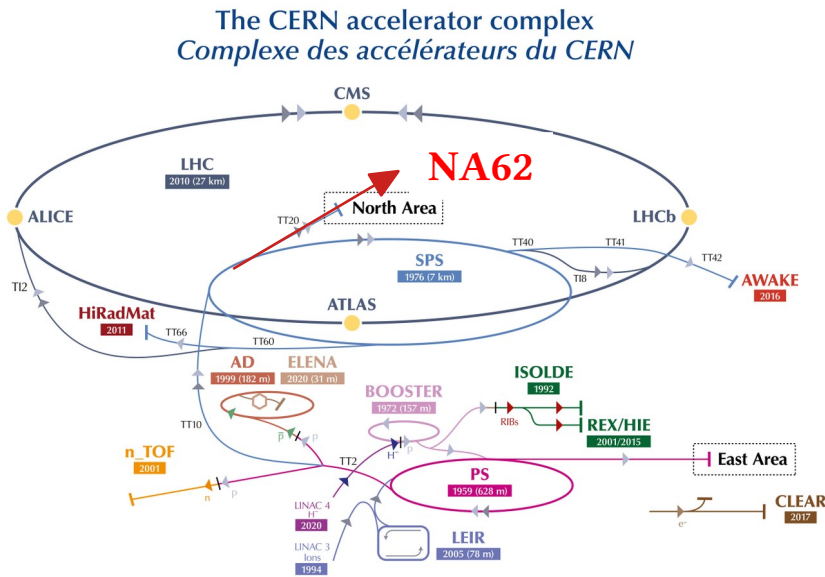 The CERN accelerator complex
Complexe des accélérateurs du CERN
CMS
NA62
LHC
2010 (27 km)
North Area
ALICE
LHCb
TT20
TT40
TT41
SPS
1976 (7 km)
TT42
TI2
TI8
AWAKE
2016
ATLAS
HiRadMat
2011
TT66
TT60
AD
1999 (182 m)
ELENA
2020 (31 m)
ISOLDE
1992
BOOSTER
1972 (157 m)
RIBs
REX/HIE
2001/2015
TT10
p̅
p
H⁻
p
n_TOF
2001
TT2
East Area
PS
1959 (628 m)
n
p
LINAC 4
H⁻
2020
CLEAR
2017
e⁻
LINAC 3
Ions
1994
LEIR
2005 (78 m)